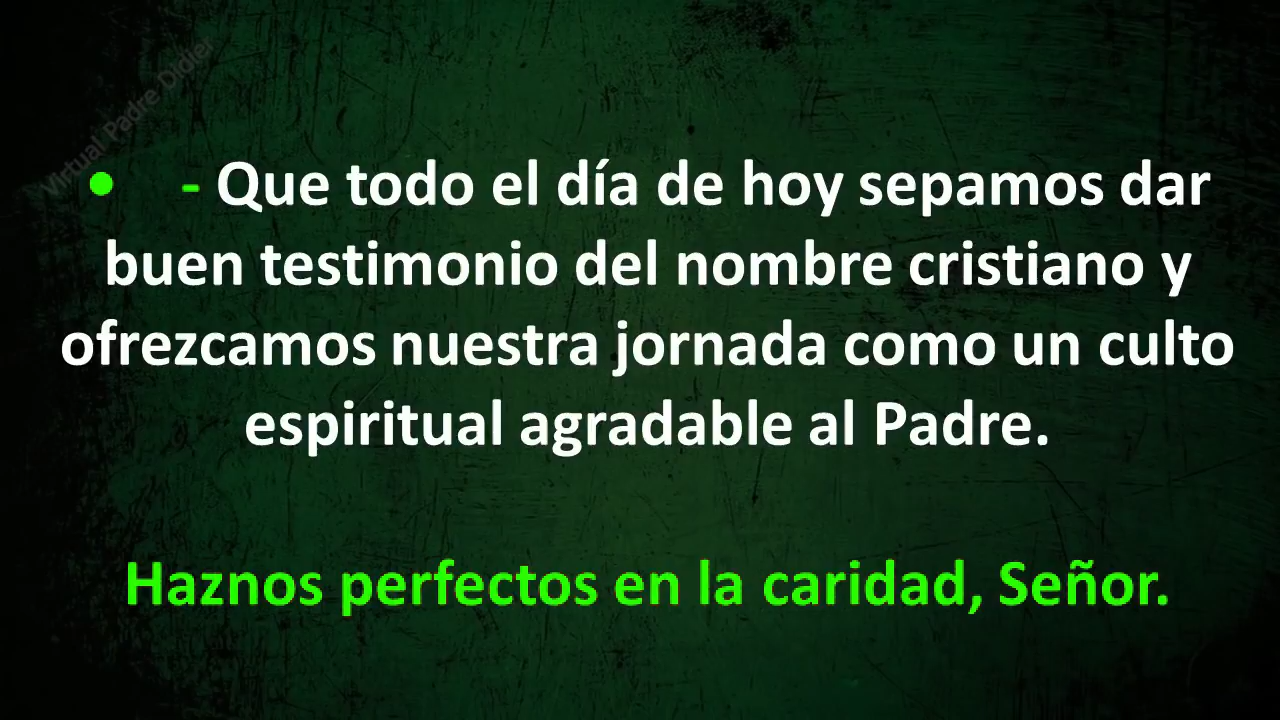 Virtual Padre Didier
• - Que todo el día de hoy sepamos dar
buen testimonio del nombre cristiano y
ofrezcamos nuestra jornada como un culto
espiritual agradable al Padre.
Haznos perfectos en la caridad, Señor.